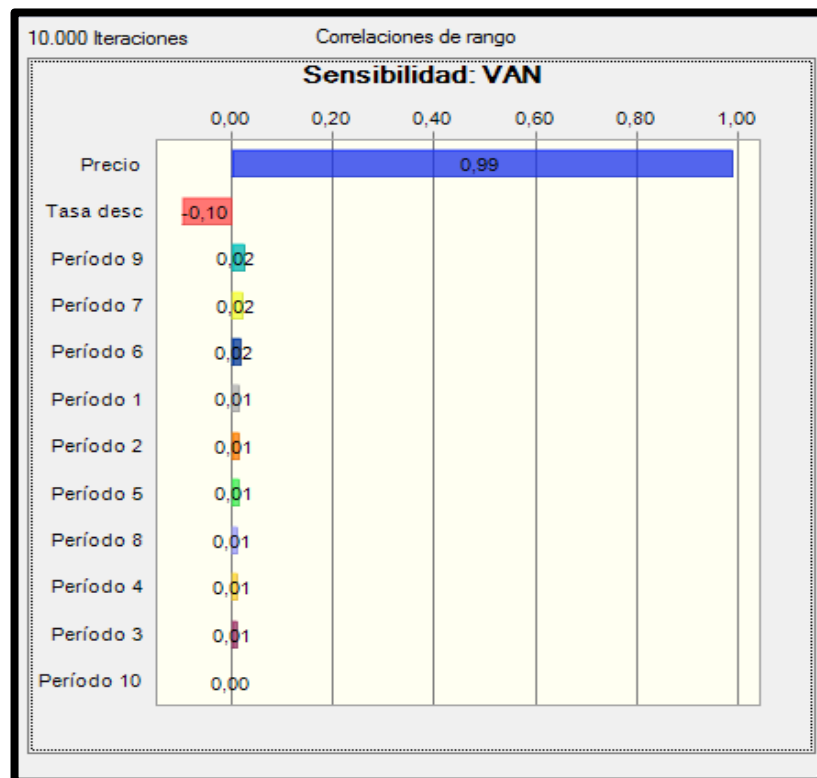 10.000 Iteraciones Correlaciones de rango
Sensibilidad: VAN
0,00 0,20 0,40 0,60 0,80 1,00
Precio 0,99
Tasa desc -0,10
Período 9 0,02
Período 7 0,02
Período 6 0,02
Período 1 0,01
Período 2 0,01
Período 5 0,01
Período 8 0,01
Período 4 0,01
Período 3 0,01
Período 10 0,00